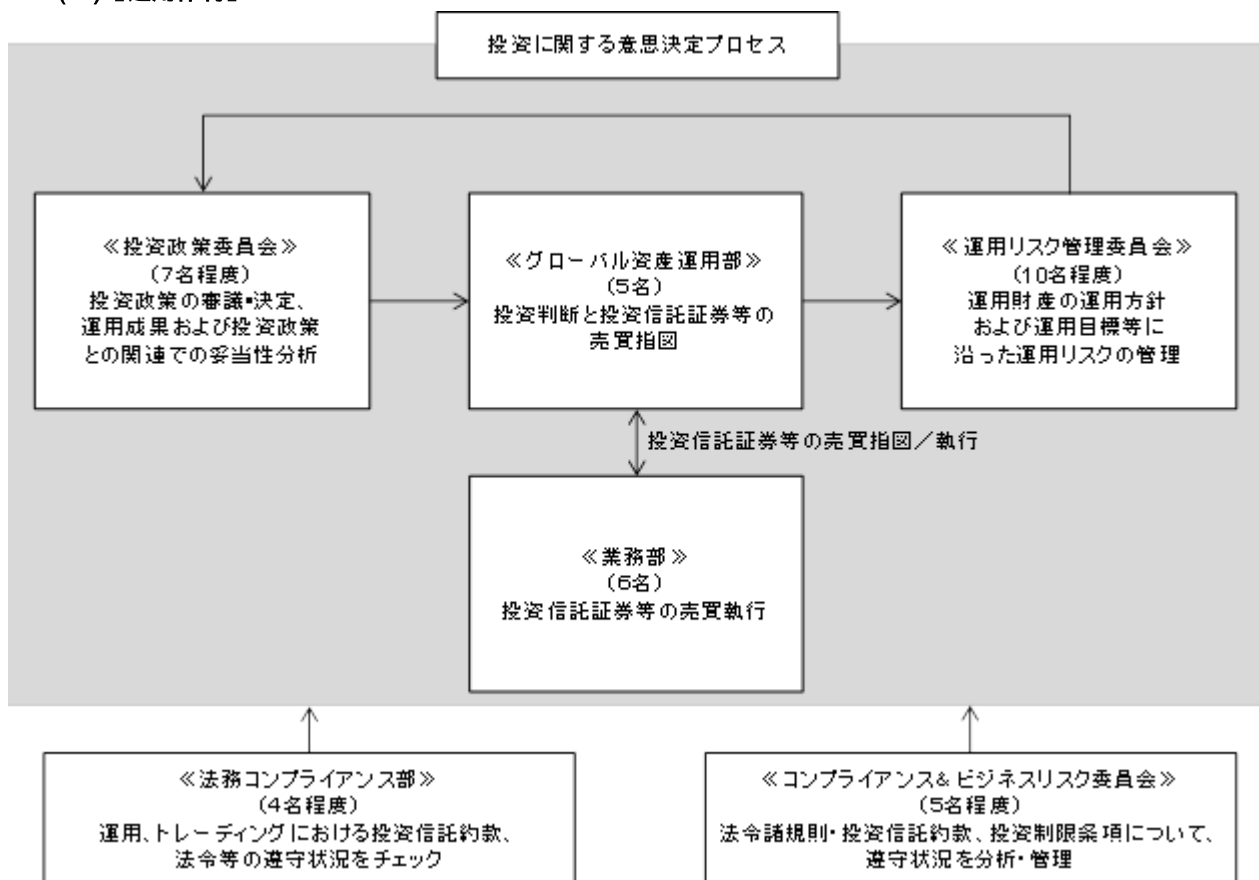 投資に関する意思決定プロセス
≪投資政策委員会≫
(7名程度)
投資政策の審議・決定、
運用成果および投資政策
との関連での妥当性分析
≪グローバル資産運用部≫
(5名)
投資判断と投資信託証券等の
売買指図
≪運用リスク管理委員会≫
(10名程度)
運用財産の運用方針
および運用目標等に
沿った運用リスクの管理
投資信託証券等の売買指図／執行
≪業務部≫
(6名)
投資信託証券等の売買執行
≪法務コンプライアンス部≫
(4名程度)
運用、トレーディングにおける投資信託約款、
法令等の遵守状況をチェック
≪コンプライアンス& ビジネスリスク委員会≫
(5名程度)
法令諸規則・投資信託約款、投資制限条項について、
遵守状況を分析・管理